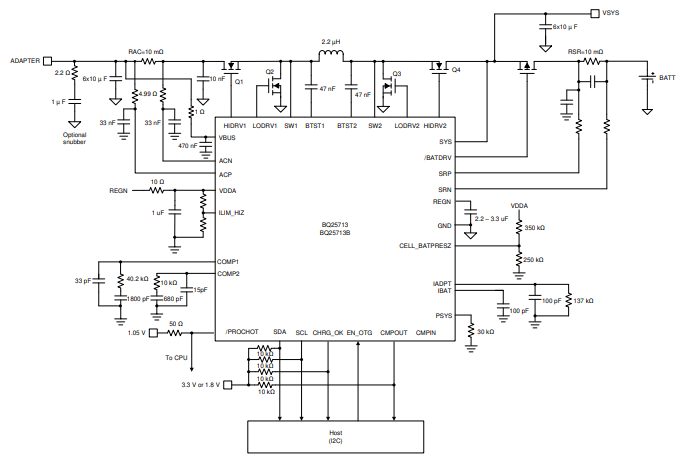 VSYS
6x10 µ F
ADAPTER
RAC=10 mΩ
2.2 µH
RSR=10 mΩ
2.2 Ω
6x10 µ F
10 nF
Q1
Q2
Q3
Q4
BATT
1 µ F
4.99 Ω
1 Ω
47 nF
47 nF
Optional
snubber
33 nF
33 nF
HIDRV1
LODRV1
SW1
BTST1
BTST2
SW2
LODRV2
HIDRV2
470 nF
VBUS
SYS
/BATDRV
ACN
ACP
SRP
SRN
REGN
10 Ω
VDDA
REGN
1 uF
ILIM_HIZ
2.2 – 3.3 uF
GND
VDDA
350 kΩ
BQ25713
BQ25713B
CELL_BATPRESZ
250 kΩ
COMP1
COMP2
33 pF
40.2 kΩ
10 kΩ
15pF
1800 pF
680 pF
IADPT
IBAT
100 pF
100 pF
137 kΩ
PSYS
30 kΩ
1.05 V
50 Ω
/PROCHOT
SDA
SCL
CHRG_OK
EN_OTG
CMPOUT
CMPIN
To CPU
10 kΩ
10 kΩ
10 kΩ
10 kΩ
3.3 V or 1.8 V
Host
(I2C)